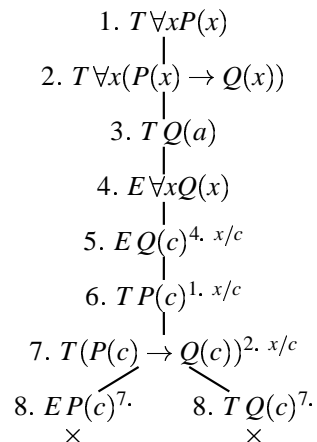 1. T ∀xP(x)
2. T ∀x(P(x) → Q(x))
3. T Q(a)
4. E ∀xQ(x)
5. E Q(c)⁴· ˣ/ᶜ
6. T P(c)¹· ˣ/ᶜ
7. T(P(c) → Q(c))²· ˣ/ᶜ
8. E P(c)⁷· 8. T Q(c)⁷·
× ×